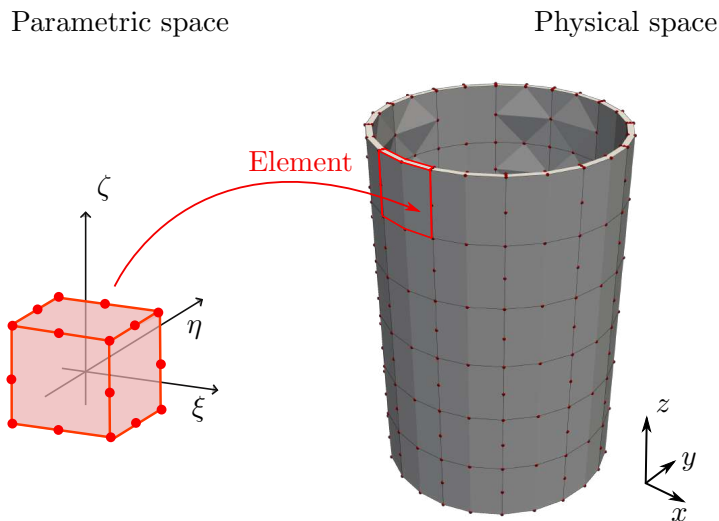 Parametric space
Physical space
Element
ζ
η
ξ
z
y
x